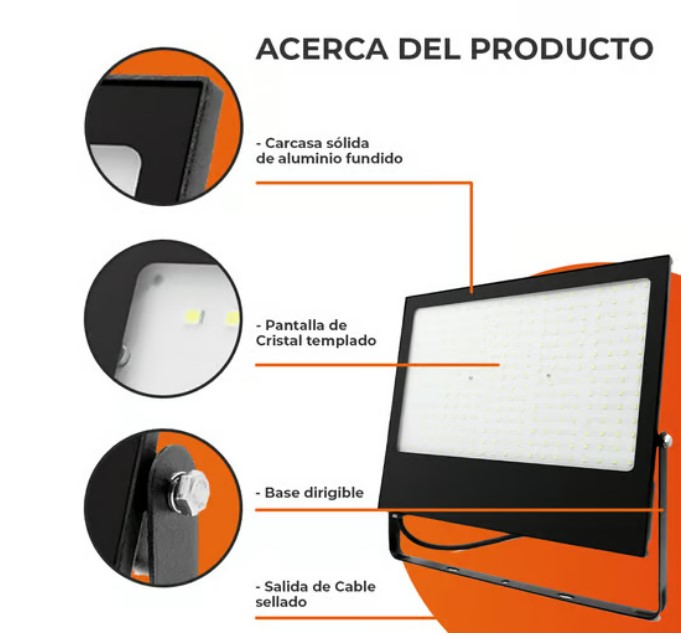 ACERCA DEL PRODUCTO
- Carcasa sólida
de aluminio fundido
- Pantalla de
Cristal templado
- Base dirigible
- Salida de Cable
sellado